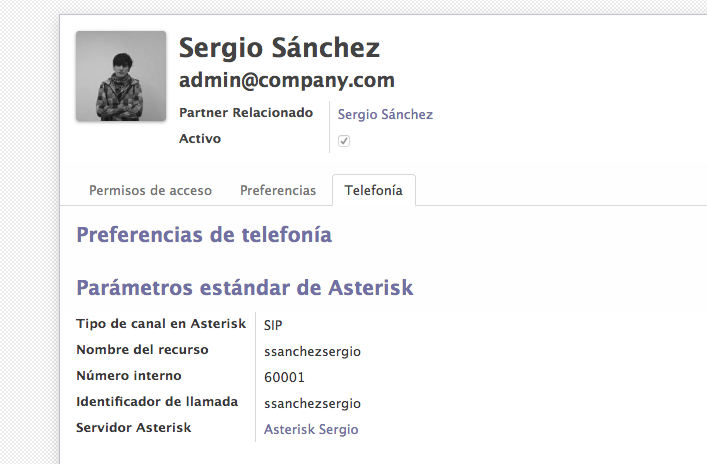 Sergio Sánchez
admin@company.com
Partner Relacionado Sergio Sánchez
Activo
Permisos de acceso Preferencias Telefonía
Preferencias de telefonía
Parámetros estándar de Asterisk
Tipo de canal en Asterisk SIP
Nombre del recurso ssanchezsergio
Número interno 60001
Identificador de llamada ssanchezsergio
Servidor Asterisk Asterisk Sergio